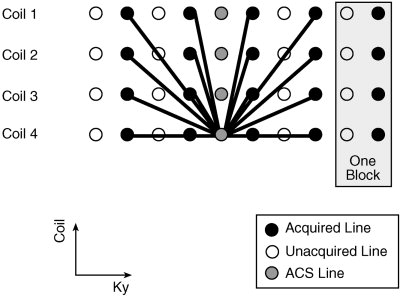 Coil 1
Coil 2
Coil 3
Coil 4
One
Block
Coil
Ky
Acquired Line
Unacquired Line
ACS Line